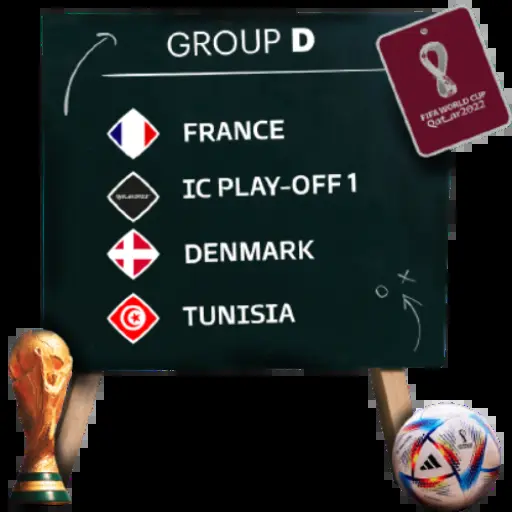 GROUP D
FIFA WORLD CUP
Qatar2022
FRANCE
IC PLAY-OFF 1
DENMARK
TUNISIA